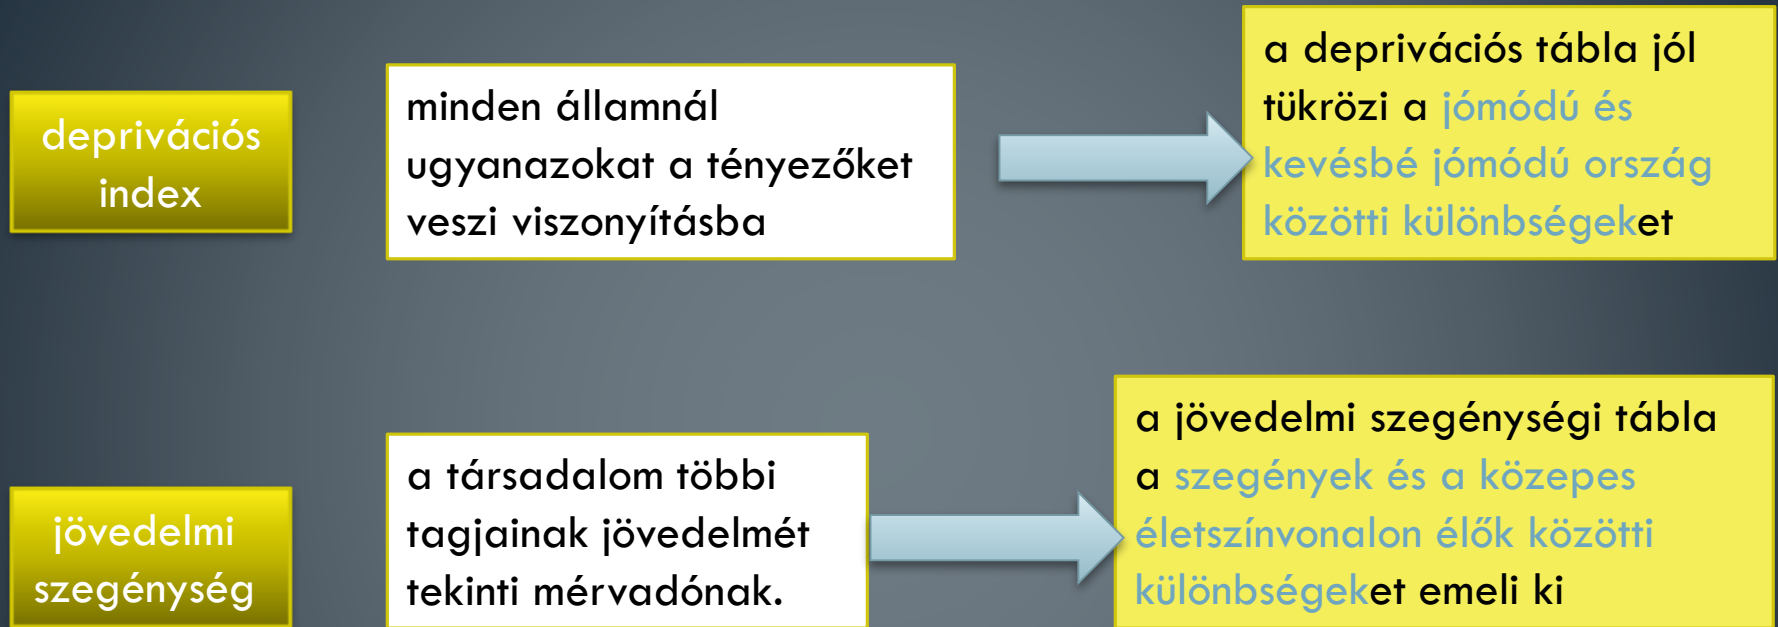 deprivációs
index
minden államnál
ugyanazokat a tényezőket
veszi viszonyításba
a deprivációs tábla jól
tükrözi a jómódú és
kevésbé jómódú ország
közötti különbségeket
jövedelmi
szegénység
a társadalom többi
tagjainak jövedelmét
tekinti mérvadónak.
a jövedelmi szegénységi tábla
a szegények és a közepes
életszínvonalon élők közötti
különbségeket emeli ki